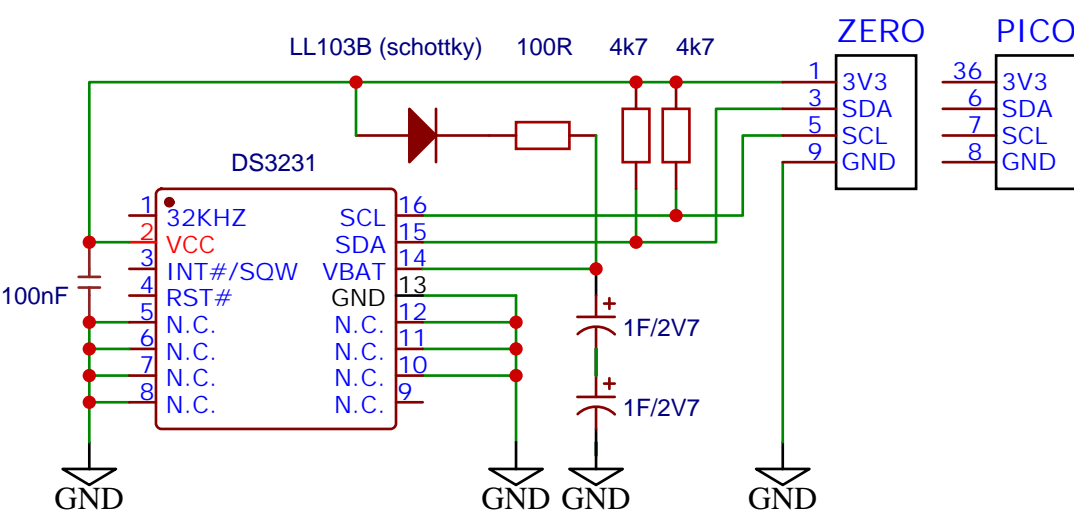 ZERO PICO
LL103B (schottky) 100R 4k7 4k7
1 3V3 36 3V3
3 SDA 6 SDA
5 SCL 7 SCL
9 GND 8 GND
DS3231
1 32KHZ SCL 16
2 VCC SDA 15
3 INT#/SQW VBAT 14
4 RST# GND 13
5 N.C. N.C. 12
6 N.C. N.C. 11
7 N.C. N.C. 10
8 N.C. N.C. 9
100nF
+
1F/2V7
+
1F/2V7
GND GND GND GND